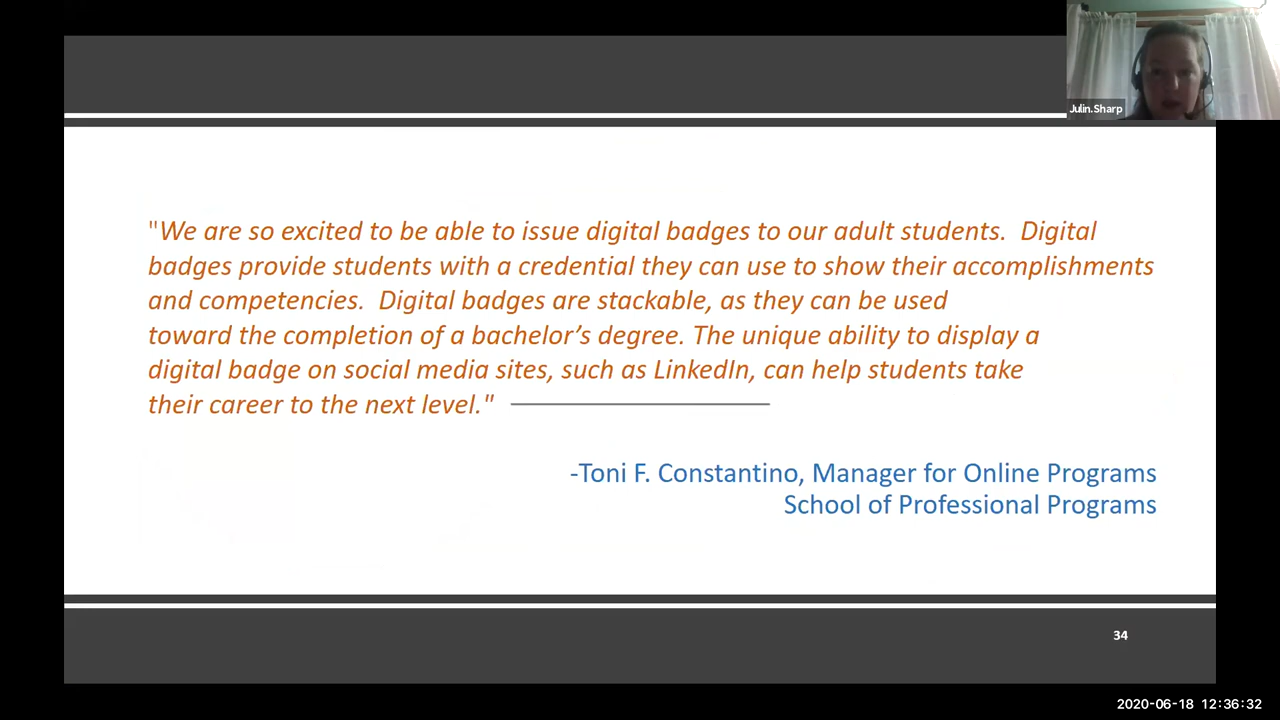 Julin.Sharp
"We are so excited to be able to issue digital badges to our adult students.  Digital
badges provide students with a credential they can use to show their accomplishments
and competencies.  Digital badges are stackable, as they can be used
toward the completion of a bachelor’s degree. The unique ability to display a
digital badge on social media sites, such as LinkedIn, can help students take
their career to the next level."
-Toni F. Constantino, Manager for Online Programs
School of Professional Programs
34
2020-06-18 12:36:32